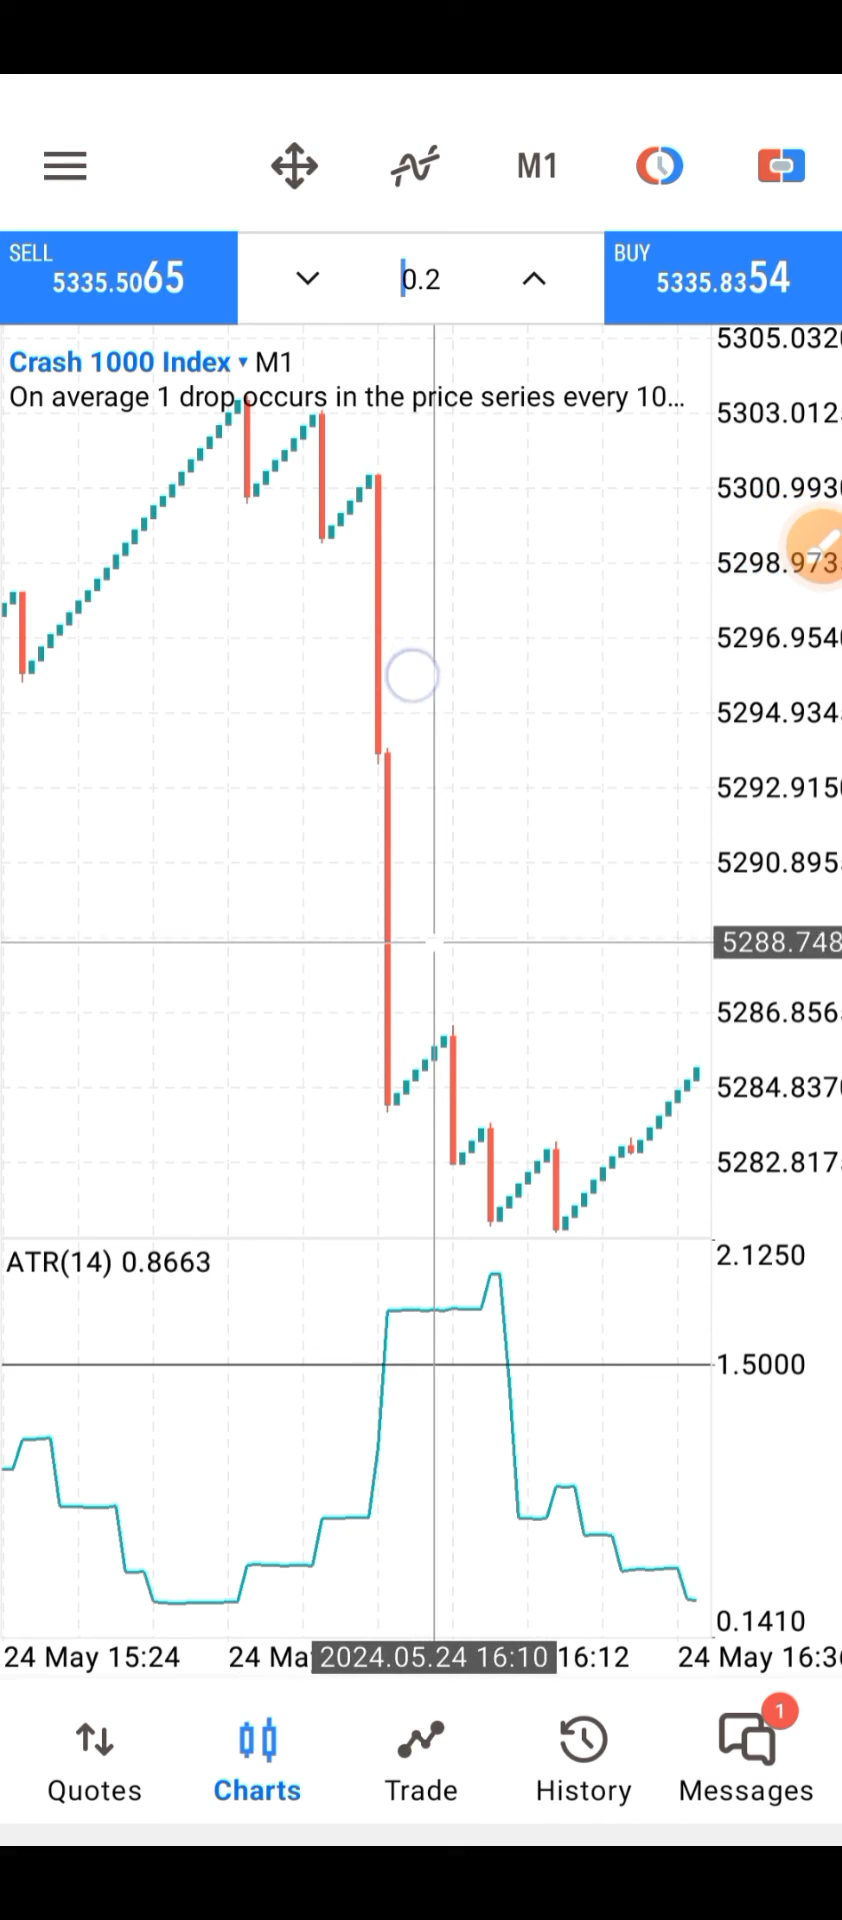 M1
SELL
5335.5065
0.2
BUY
5335.8354
Crash 1000 Index ▾ M1
On average 1 drop occurs in the price series every 10...
5305.032
5303.012
5300.993
5298.973
5296.954
5294.934
5292.915
5290.895
5288.748
5286.856
5284.837
5282.817
ATR(14) 0.8663
2.1250
1.5000
0.1410
24 May 15:24 24 Ma 2024.05.24 16:10 16:12 24 May 16:3
1
Quotes Charts Trade History Messages